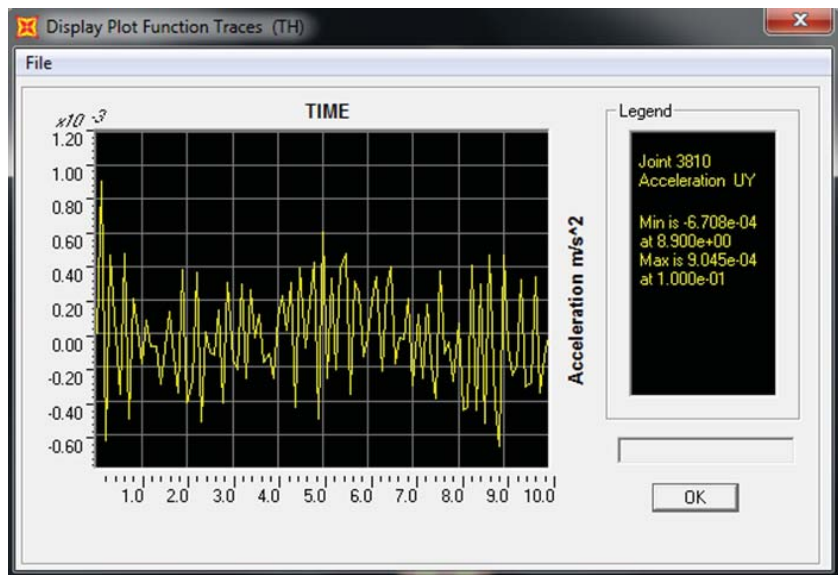 Display Plot Function Traces (TH)
File
TIME
x10 -3
1.20
1.00
0.80
0.60
0.40
0.20
0.00
-0.20
-0.40
-0.60
1.0 2.0 3.0 4.0 5.0 6.0 7.0 8.0 9.0 10.0
Acceleration m/s^2
Legend
Joint 3810
Acceleration UY
Min is -6.708e-04
at 8.900e+00
Max is 9.045e-04
at 1.000e-01
OK